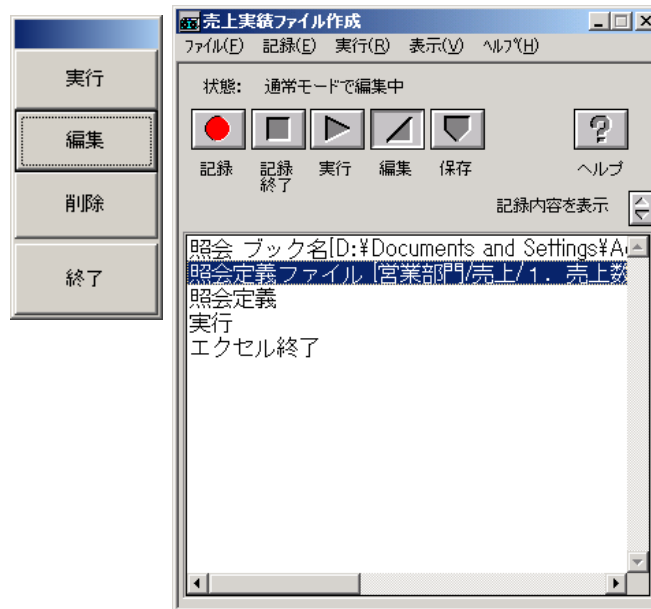 実行
編集
削除
終了
売上実績ファイル作成
ファイル(F) 記録(E) 実行(R) 表示(V) ヘルプ(H)
状態: 通常モードで編集中
記録 記録終了 実行 編集 保存 ヘルプ
記録内容を表示
照会 ブック名[D:¥Documents and Settings¥A
照会定義ファイル [営業部門/売上/1. 売上数
照会定義
実行
エクセル終了